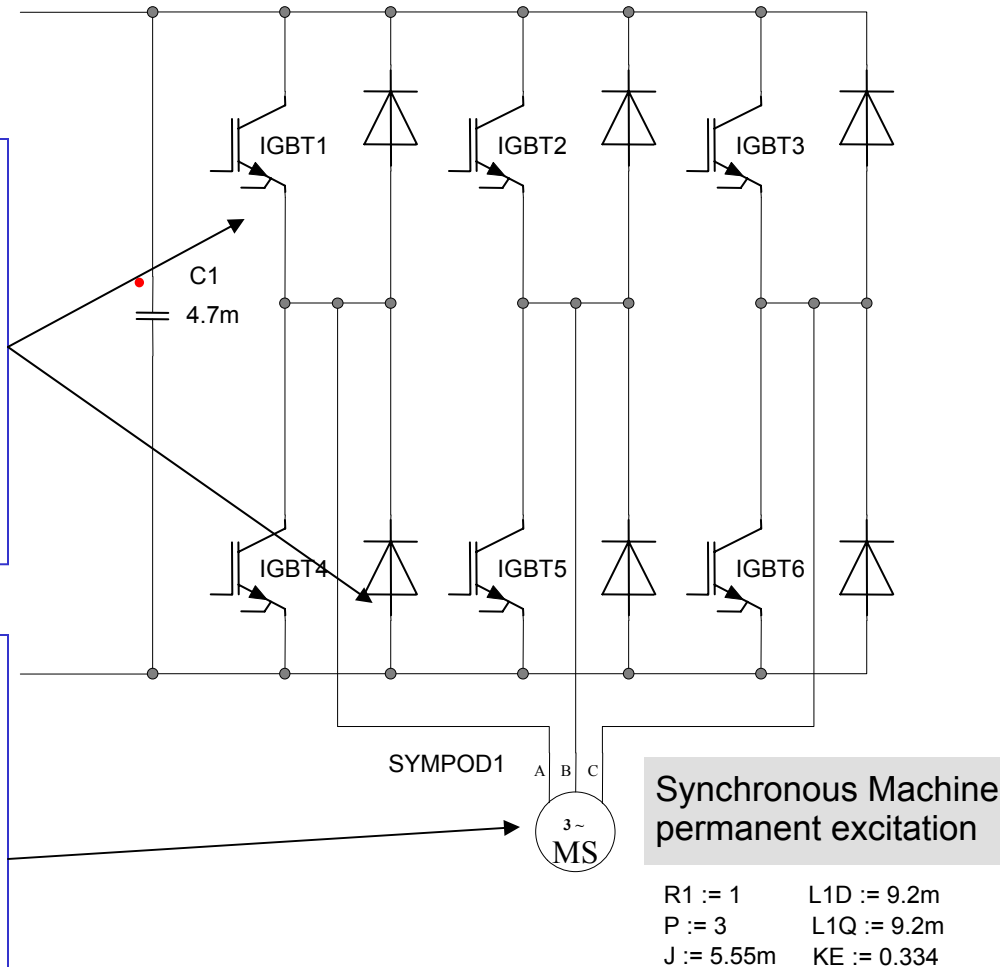 IGBT1
IGBT2
IGBT3
C1
4.7m
IGBT4
IGBT5
IGBT6
SYMPOD1
A B C
3 ~
MS
Synchronous Machine
permanent excitation
R1 := 1 L1D := 9.2m
P := 3 L1Q := 9.2m
J := 5.55m KE := 0.334